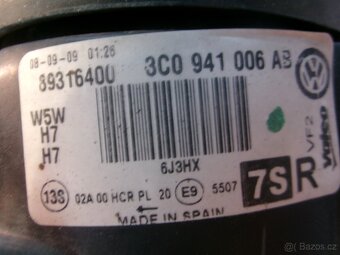 08-09-09 01:26
89316400 3C0 941 006 AB
W5W
H7
H7
6J3HX
VF2
Valeo
13S 02A 00 HCR PL 20 E9 5507 7S R
MADE IN SPAIN
Bazos.cz